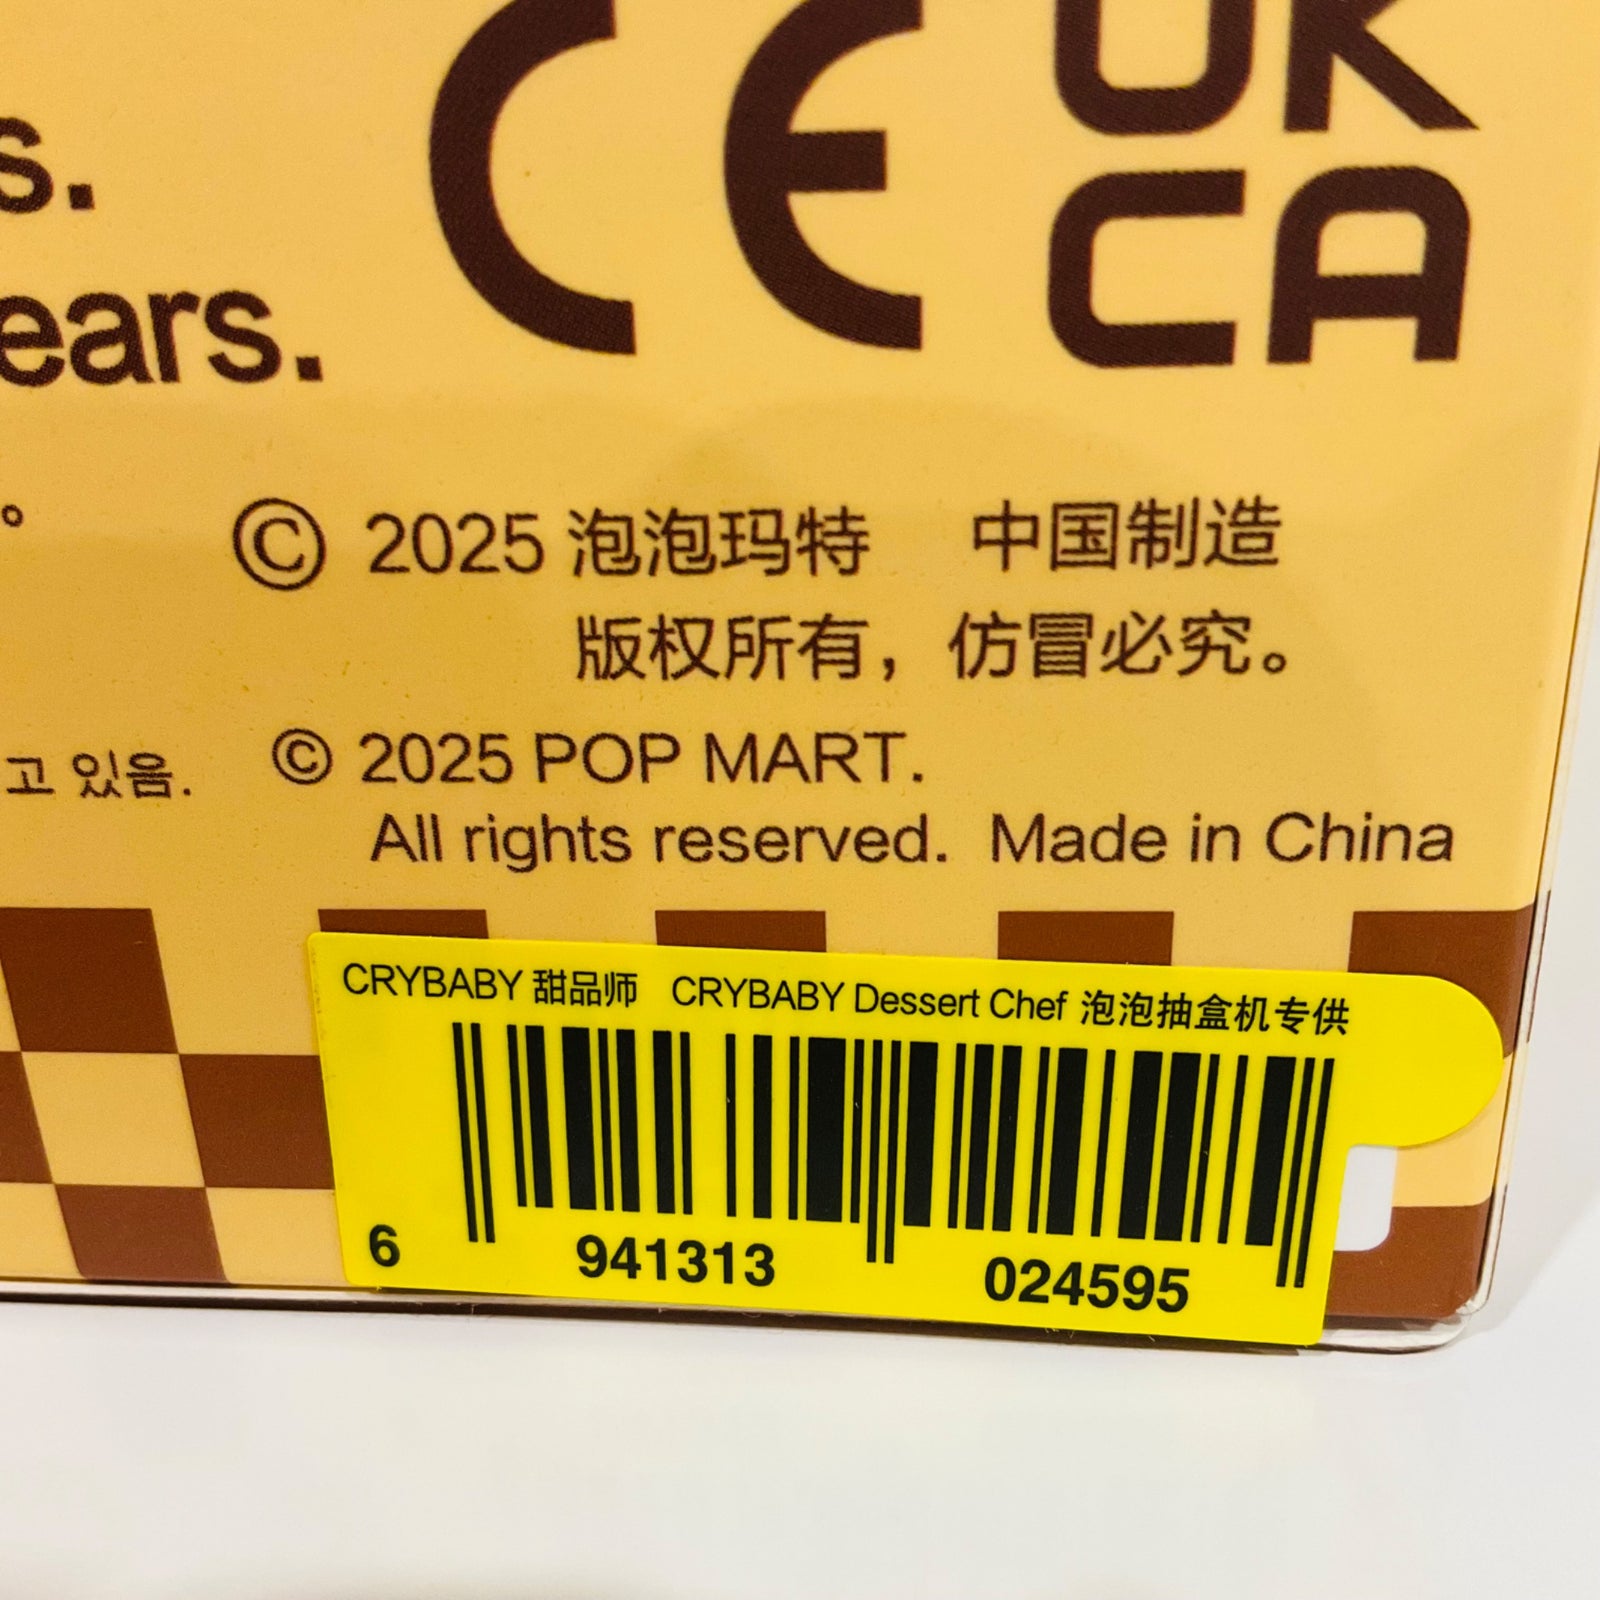 CE
UK
CA
s.
ears.
© 2025 泡泡玛特 中国制造
版权所有，仿冒必究。
고 있음.
© 2025 POP MART.
All rights reserved. Made in China
CRYBABY 甜品师 CRYBABY Dessert Chef 泡泡抽盒机专供
6 941313 024595